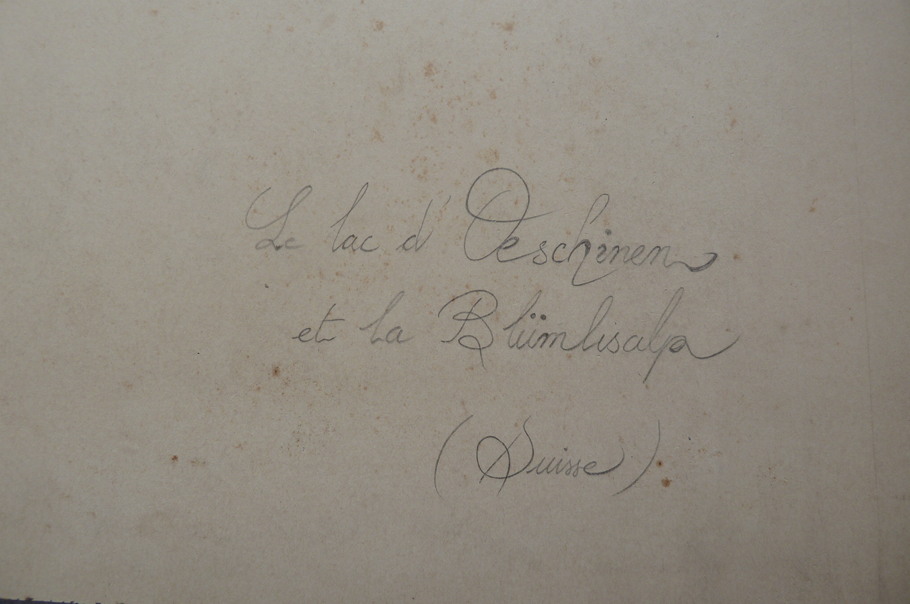 Le lac d'Oeschinen
et la Blümlisalp
(Suisse)